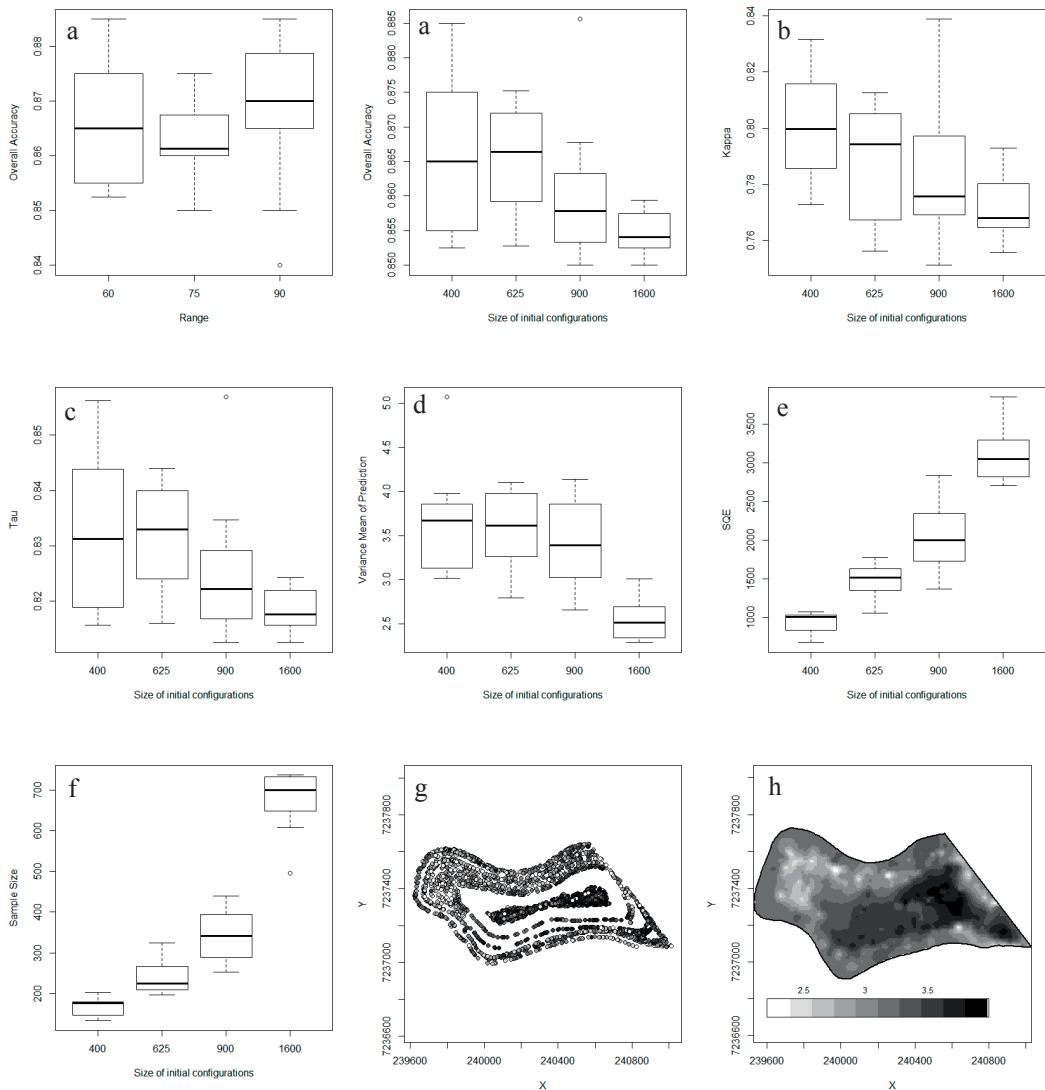 a
Overall Accuracy
0.88
0.87
0.86
0.85
0.84
60 75 90
Range
a
Overall Accuracy
0.885
0.880
0.875
0.870
0.865
0.860
0.855
0.850
400 625 900 1600
Size of initial configurations
b
Kappa
0.84
0.82
0.80
0.78
0.76
400 625 900 1600
Size of initial configurations
c
Tau
0.85
0.84
0.83
0.82
400 625 900 1600
Size of initial configurations
d
Variance Mean of Prediction
5.0
4.5
4.0
3.5
3.0
2.5
400 625 900 1600
Size of initial configurations
e
SQE
3500
3000
2500
2000
1500
1000
400 625 900 1600
Size of initial configurations
f
Sample Size
700
600
500
400
300
200
400 625 900 1600
Size of initial configurations
g
Y
7237800
7237400
7237000
7236600
239600 240000 240400 240800
X
h
Y
7237800
7237400
7237000
7236600
2.5 3 3.5
239600 240000 240400 240800
X